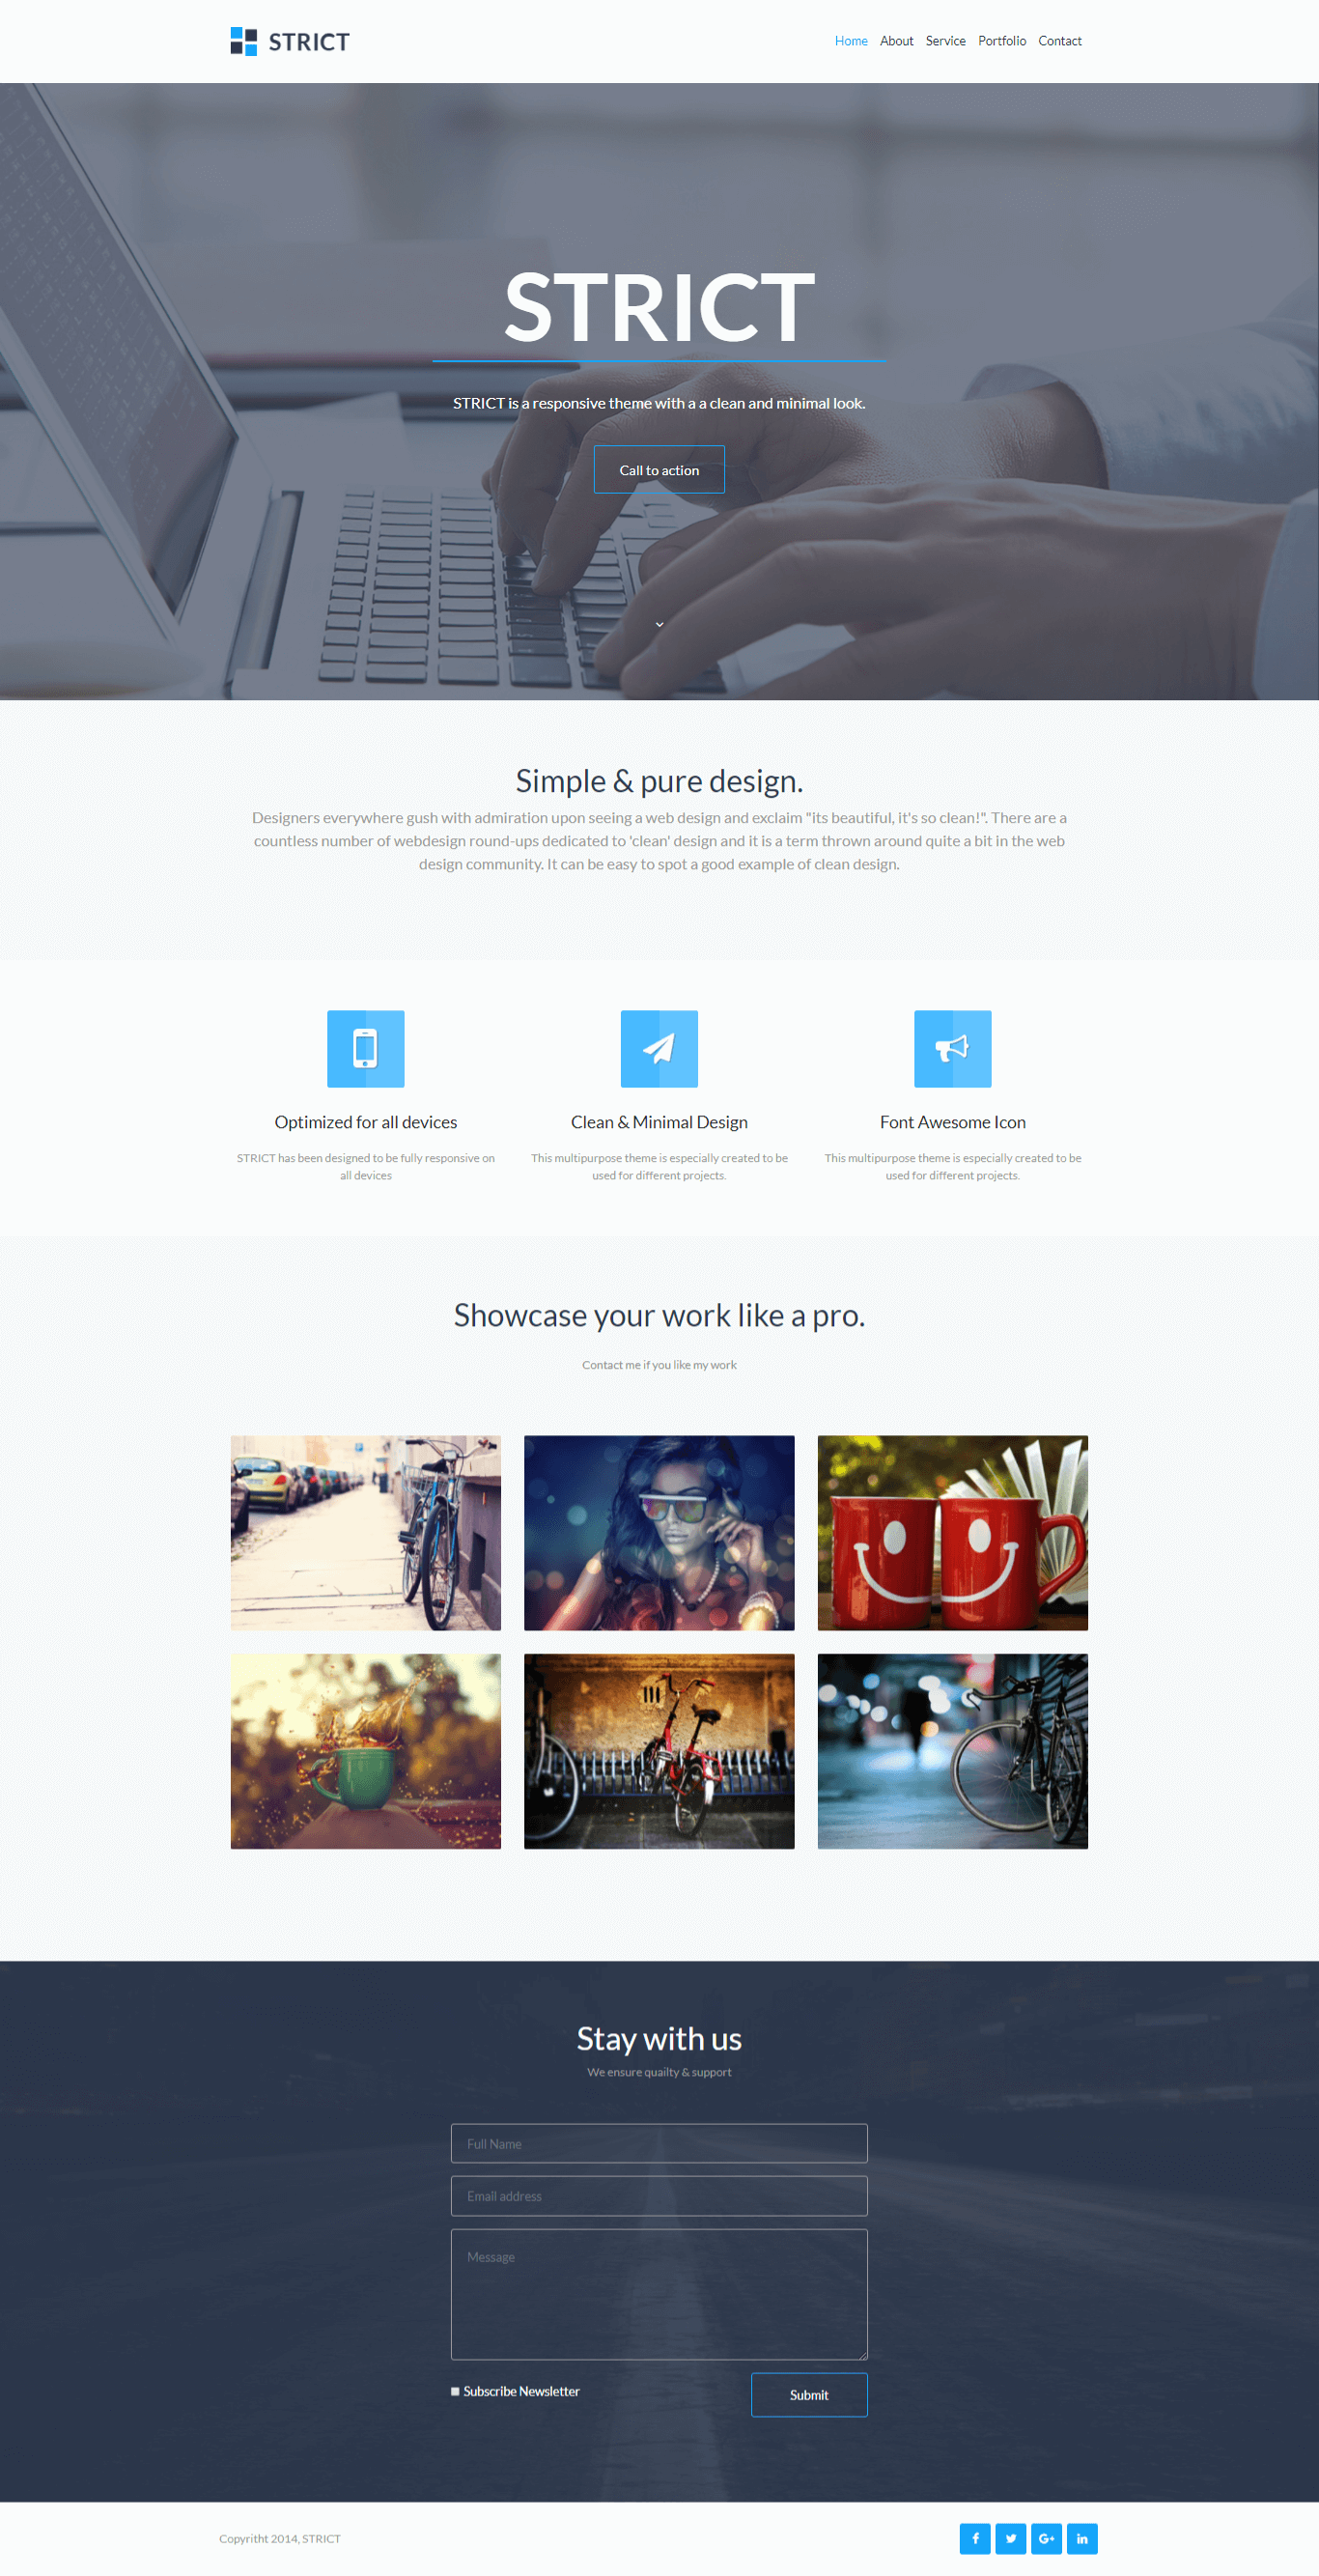 STRICT
Home About Service Portfolio Contact
STRICT
STRICT is a responsive theme with a a clean and minimal look.
Call to action
Simple & pure design.
Designers everywhere gush with admiration upon seeing a web design and exclaim "its beautiful, it's so clean!". There are a
countless number of webdesign round-ups dedicated to 'clean' design and it is a term thrown around quite a bit in the web
design community. It can be easy to spot a good example of clean design.
Optimized for all devices
STRICT has been designed to be fully responsive on
all devices
Clean & Minimal Design
This multipurpose theme is especially created to be
used for different projects.
Font Awesome Icon
This multipurpose theme is especially created to be
used for different projects.
Showcase your work like a pro.
Contact me if you like my work
Stay with us
We ensure quailty & support
Full Name
Email address
Message
Subscribe Newsletter
Submit
Copyritht 2014, STRICT